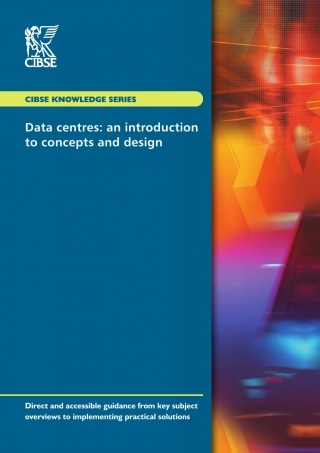 CIBSE
CIBSE KNOWLEDGE SERIES
Data centres: an introduction
to concepts and design
Direct and accessible guidance from key subject
overviews to implementing practical solutions